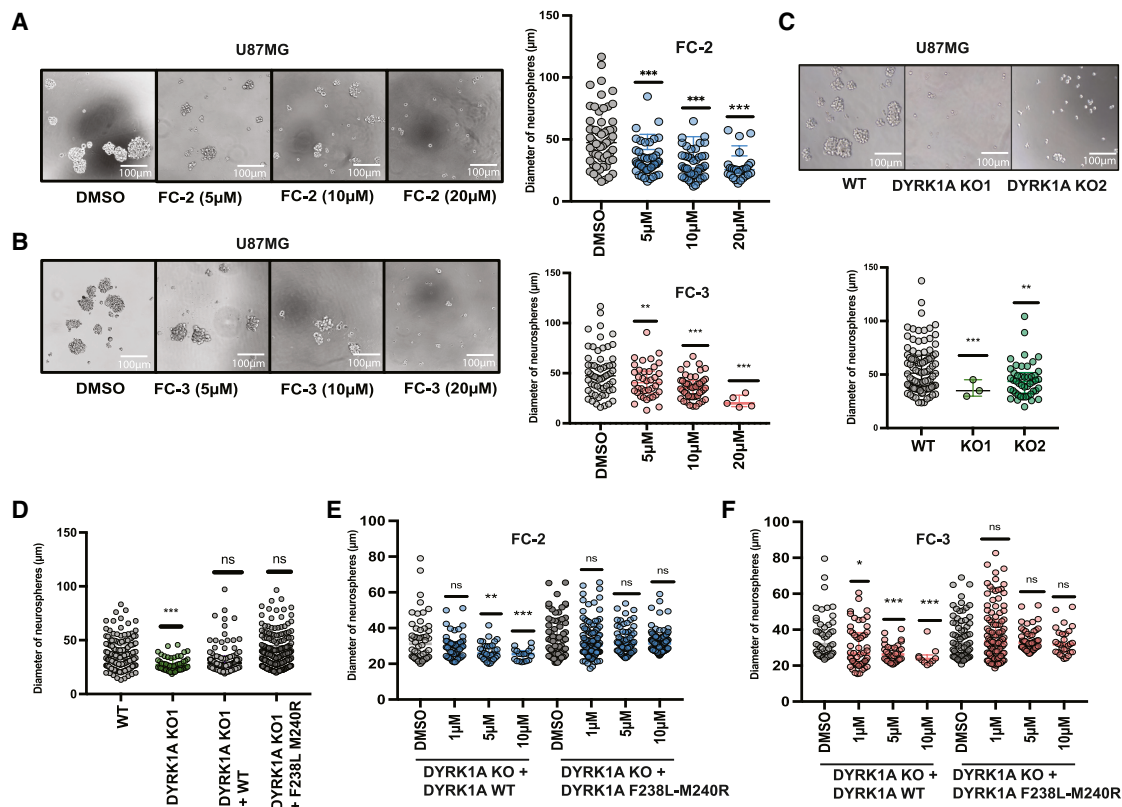 A
U87MG
100µm
100µm
100µm
100µm
DMSO
FC-2 (5µM)
FC-2 (10µM)
FC-2 (20µM)
Diameter of neurospheres (µm)
150
100
50
0
FC-2
***
***
***
DMSO
5µM
10µM
20µM
B
U87MG
100µm
100µm
100µm
100µm
DMSO
FC-3 (5µM)
FC-3 (10µM)
FC-3 (20µM)
Diameter of neurospheres (µm)
150
100
50
0
FC-3
**
***
***
DMSO
5µM
10µM
20µM
C
U87MG
100µm
100µm
100µm
WT
DYRK1A KO1
DYRK1A KO2
Diameter of neurospheres (µm)
150
100
50
0
***
**
WT
KO1
KO2
D
Diameter of neurospheres (µm)
150
100
50
0
***
ns
ns
WT
DYRK1A KO1
DYRK1A KO1
+ WT
DYRK1A KO1
+ F238L M240R
E
Diameter of neurospheres (µm)
100
80
60
40
20
0
FC-2
ns
**
***
ns
ns
ns
DMSO
1µM
5µM
10µM
DMSO
1µM
5µM
10µM
DYRK1A KO +
DYRK1A WT
DYRK1A KO +
DYRK1A F238L-M240R
F
Diameter of neurospheres (µm)
100
80
60
40
20
0
FC-3
*
***
***
ns
ns
ns
DMSO
1µM
5µM
10µM
DMSO
1µM
5µM
10µM
DYRK1A KO +
DYRK1A WT
DYRK1A KO +
DYRK1A F238L-M240R